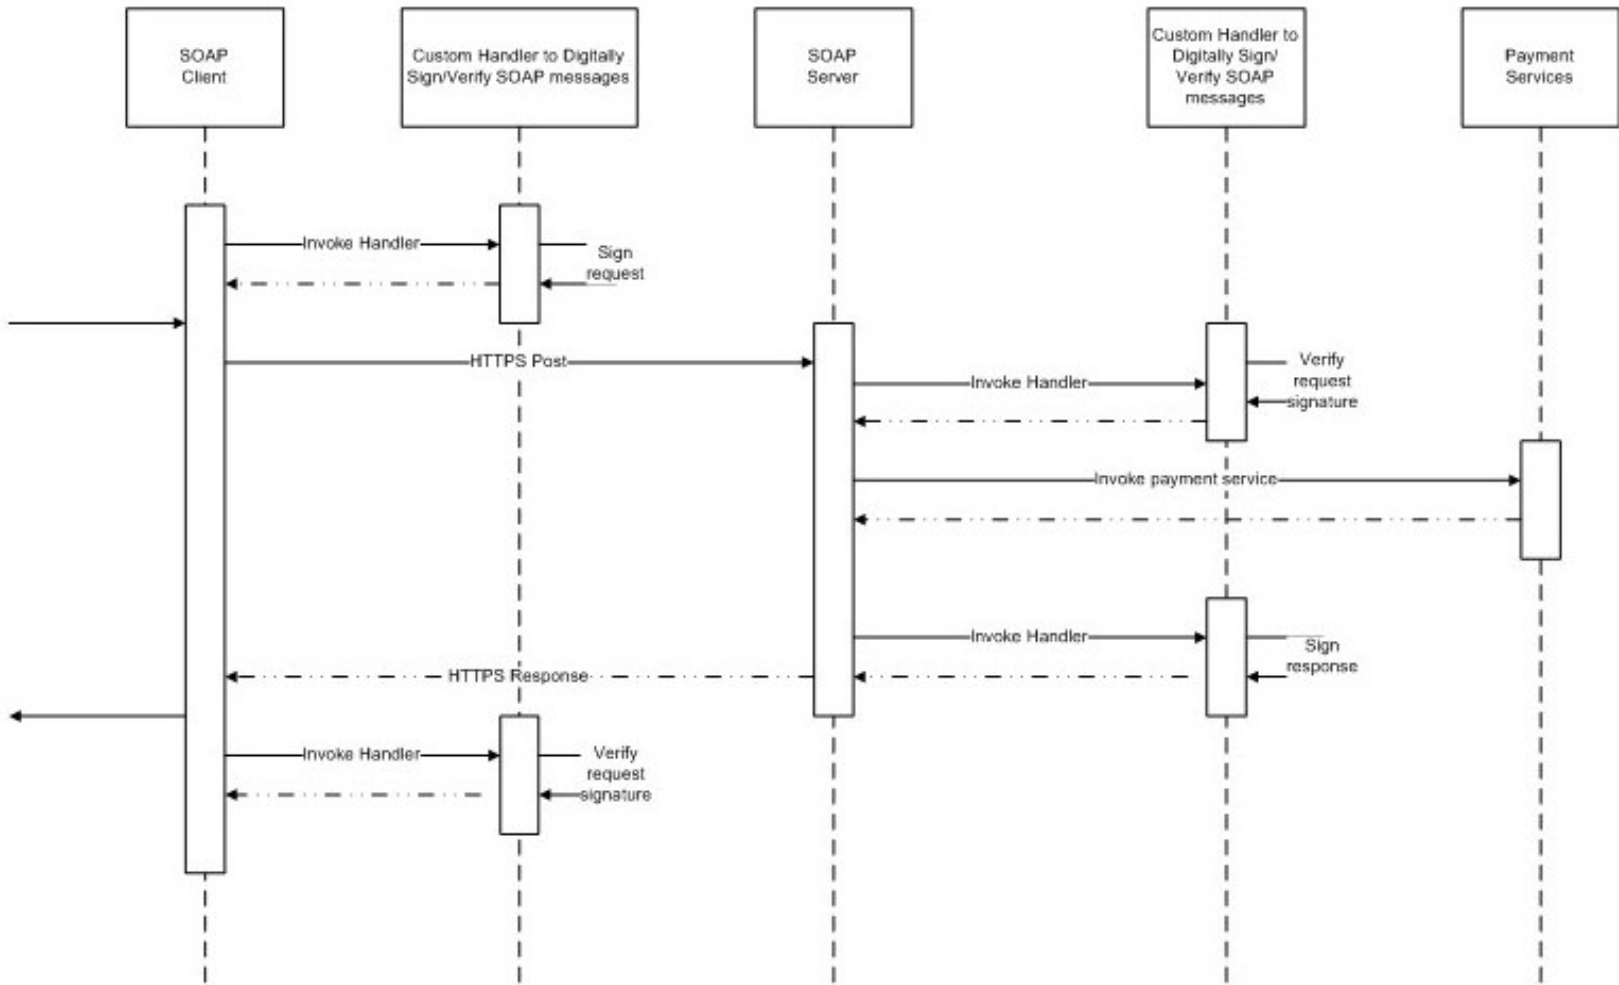 SOAP
Client
Custom Handler to Digitally
Sign/Verify SOAP messages
SOAP
Server
Custom Handler to
Digitally Sign/
Verify SOAP
messages
Payment
Services
Invoke Handler
Sign
request
HTTPS Post
Invoke Handler
Verify
request
signature
Invoke payment service
Invoke Handler
Sign
response
HTTPS Response
Invoke Handler
Verify
request
signature